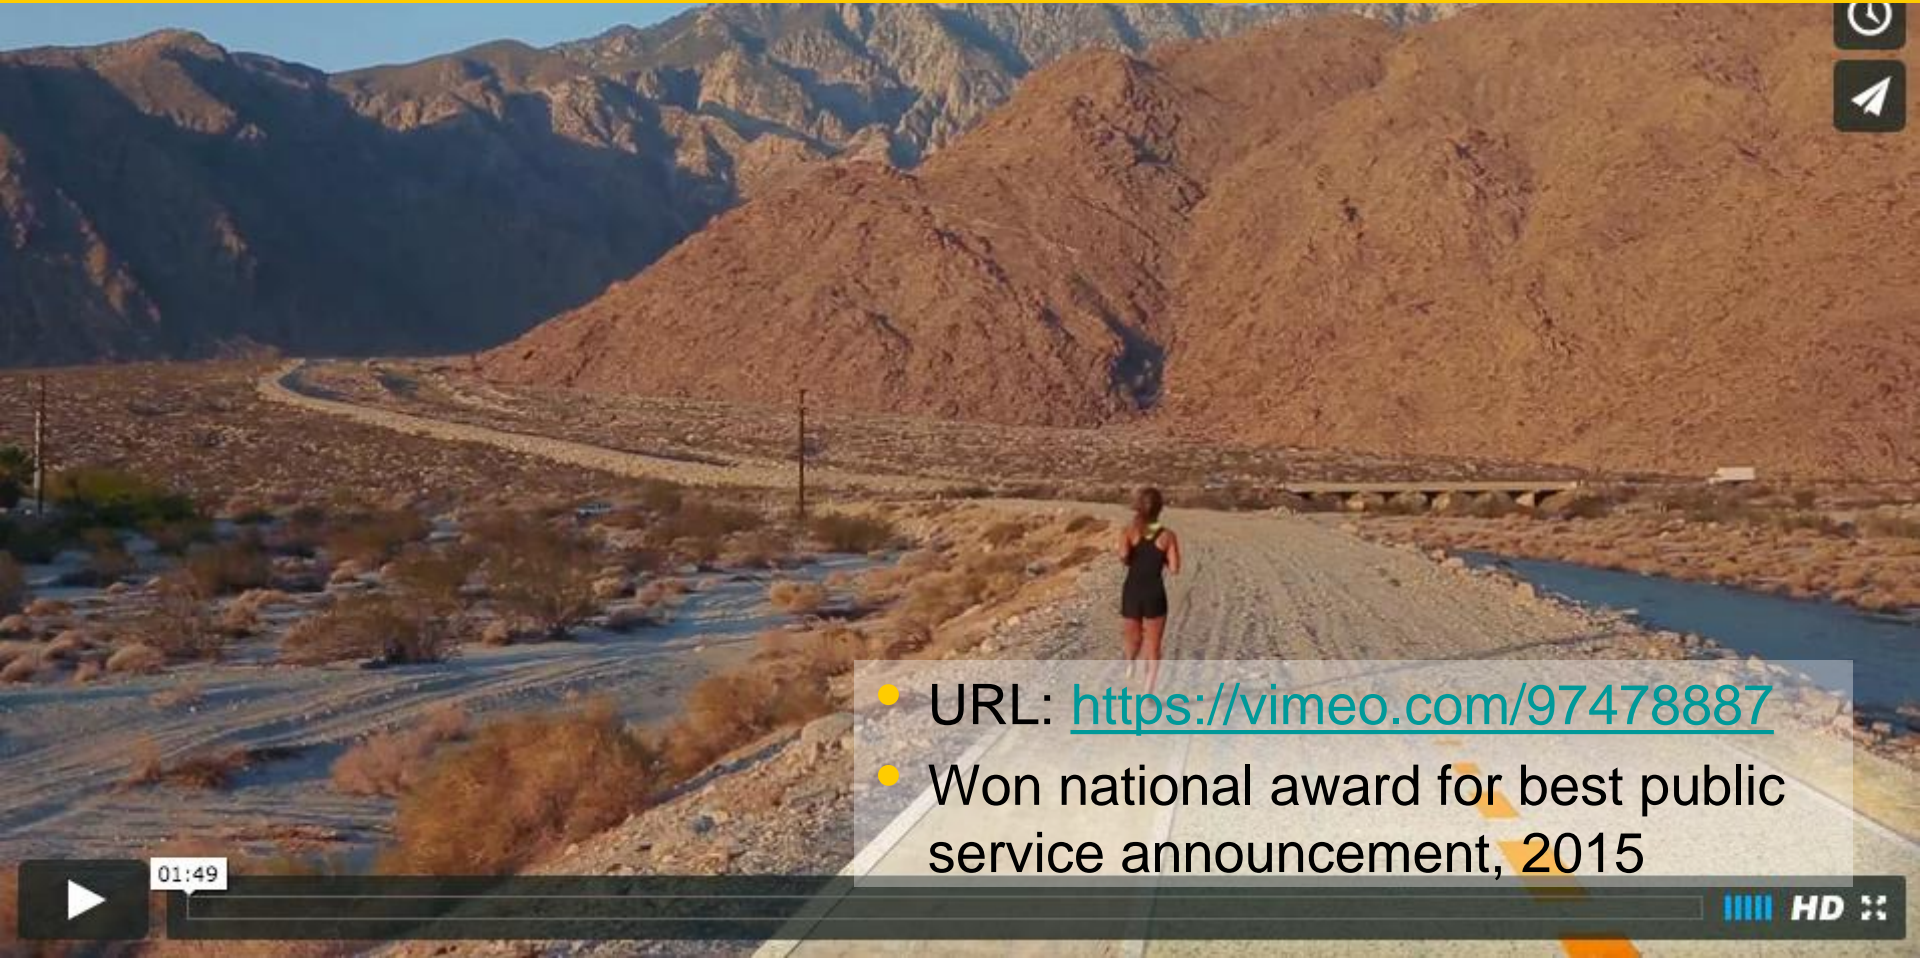 URL: https://vimeo.com/97478887
Won national award for best public
service announcement, 2015
01:49
HD